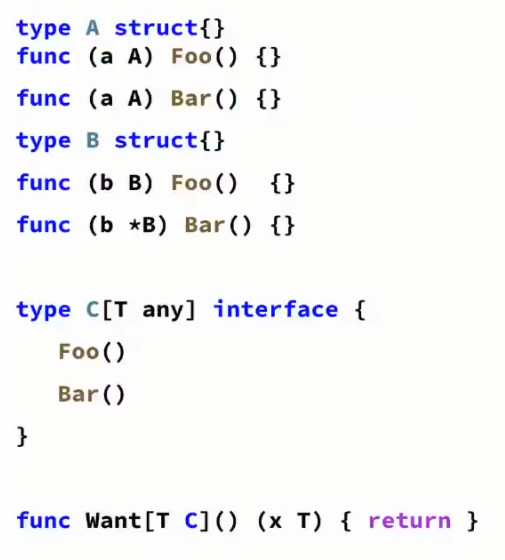 type A struct{}
func (a A) Foo() {}
func (a A) Bar() {}
type B struct{}
func (b B) Foo()  {}
func (b *B) Bar() {}
type C[T any] interface {
Foo()
Bar()
}
func Want[T C]() (x T) { return }